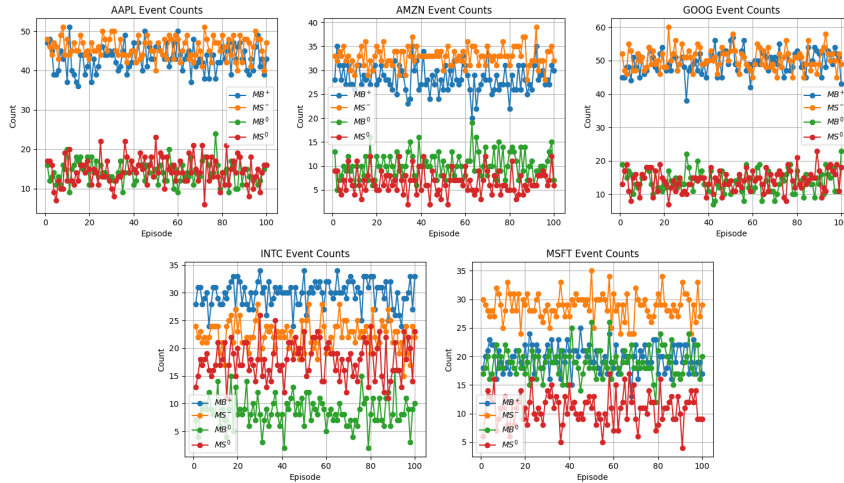 AAPL Event Counts
50
40
30
20
10
Count
0
20
40
60
80
100
Episode
MB⁺
MS⁻
MB⁰
MS⁰
AMZN Event Counts
40
35
30
25
20
15
10
5
Count
0
20
40
60
80
100
Episode
MB⁺
MS⁻
MB⁰
MS⁰
GOOG Event Counts
60
50
40
30
20
10
Count
0
20
40
60
80
100
Episode
MB⁺
MS⁻
MB⁰
MS⁰
INTC Event Counts
35
30
25
20
15
10
5
Count
0
20
40
60
80
100
Episode
MB⁺
MS⁻
MB⁰
MS⁰
MSFT Event Counts
35
30
25
20
15
10
5
Count
0
20
40
60
80
100
Episode
MB⁺
MS⁻
MB⁰
MS⁰